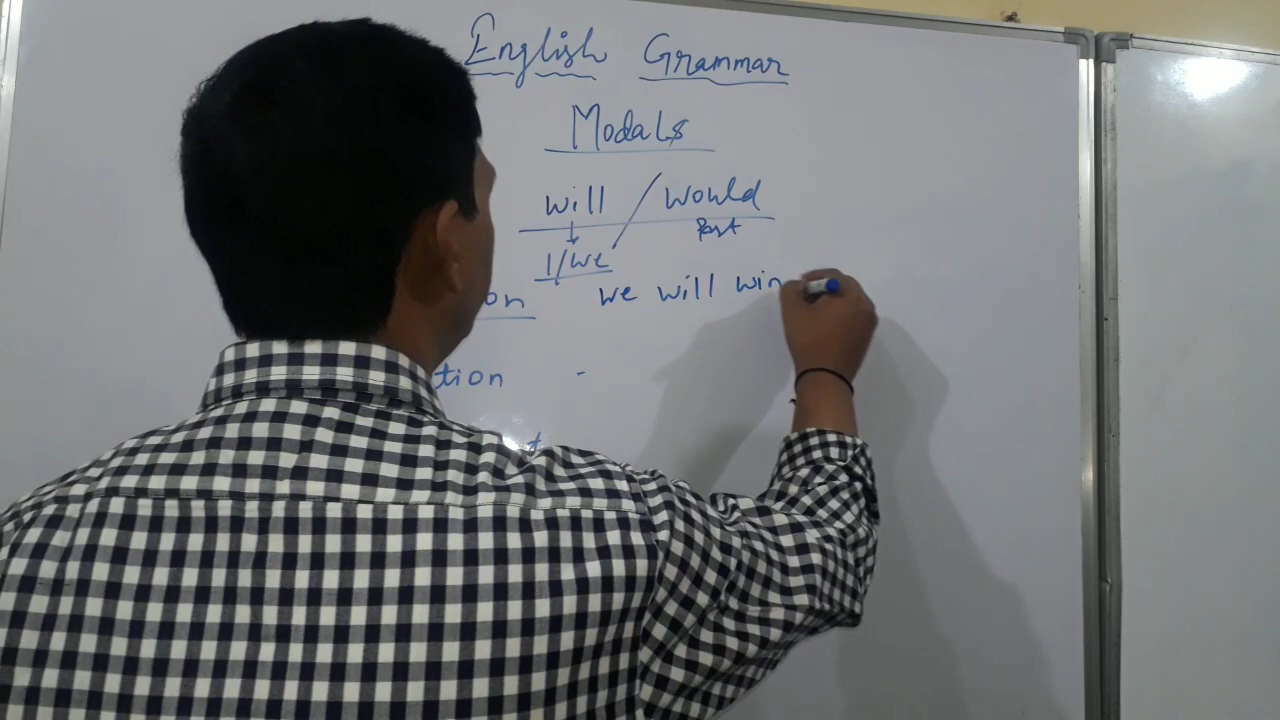 English Grammar
Modals
will / would
Past
I/We
on We will win
tion -
t